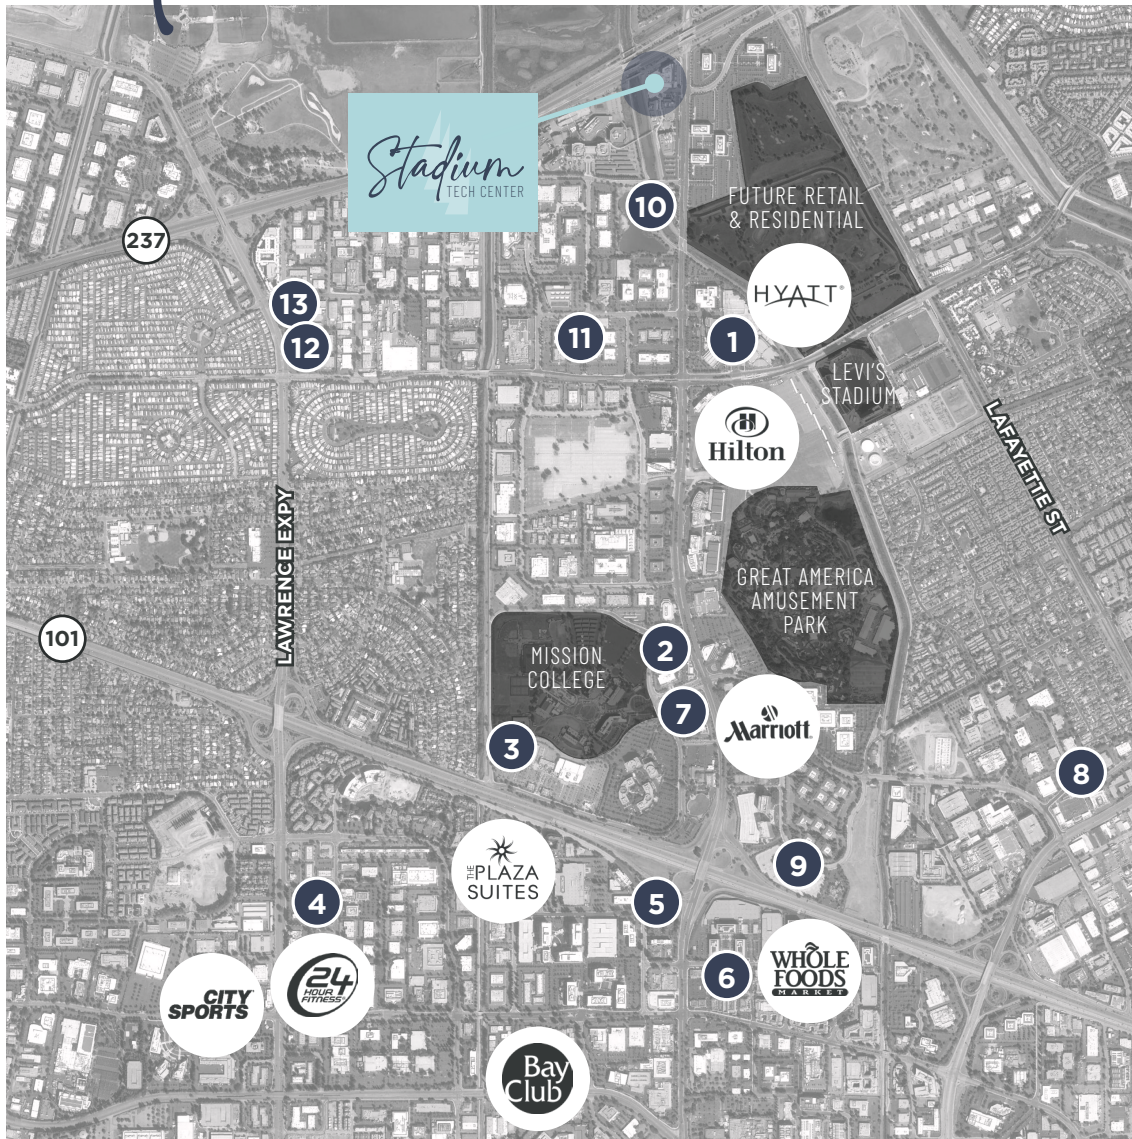 Stadium
TECH CENTER
10
FUTURE RETAIL
& RESIDENTIAL
237
HYATT®
13
12
11
1
LEVI'S
STADIUM
Hilton
LAFAYETTE ST
LAWRENCE EXPY
GREAT AMERICA
AMUSEMENT
PARK
101
MISSION
COLLEGE
2
7
Marriott
3
8
THE PLAZA
SUITES
9
4
5
WHOLE
FOODS
MARKET
6
24
HOUR
FITNESS
CITY
SPORTS
Bay
Club